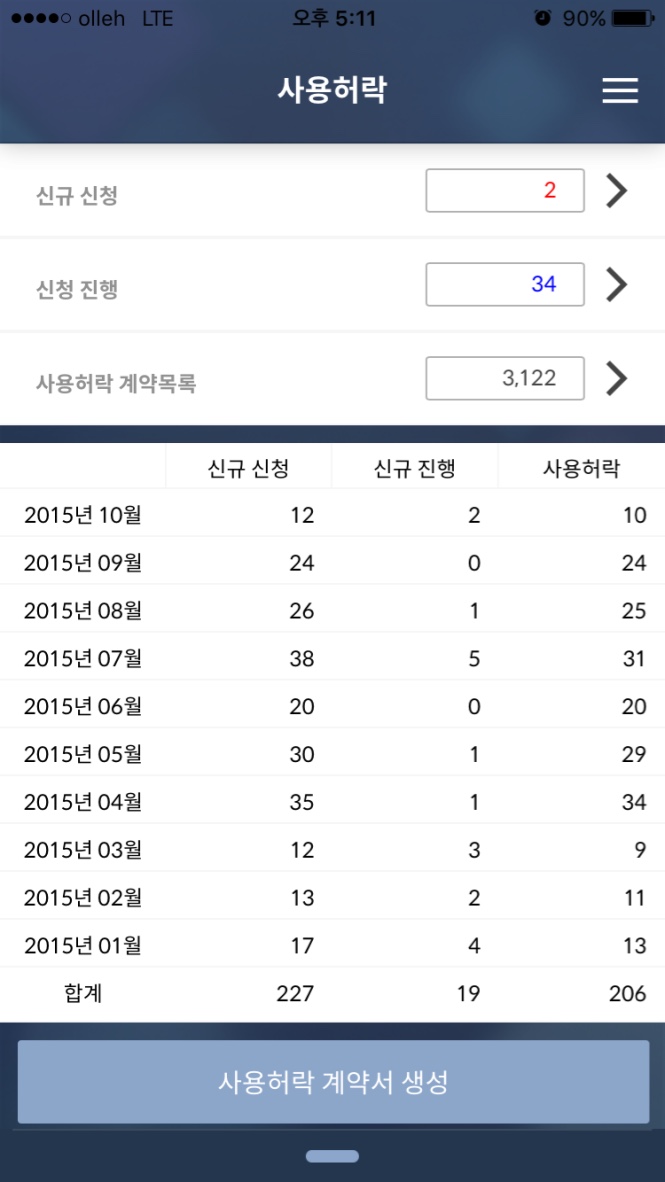 olleh LTE 오후 5:11 90%
사용허락
신규 신청 2
신청 진행 34
사용허락 계약목록 3,122
신규 신청 신규 진행 사용허락
2015년 10월 12 2 10
2015년 09월 24 0 24
2015년 08월 26 1 25
2015년 07월 38 5 31
2015년 06월 20 0 20
2015년 05월 30 1 29
2015년 04월 35 1 34
2015년 03월 12 3 9
2015년 02월 13 2 11
2015년 01월 17 4 13
합계 227 19 206
사용허락 계약서 생성